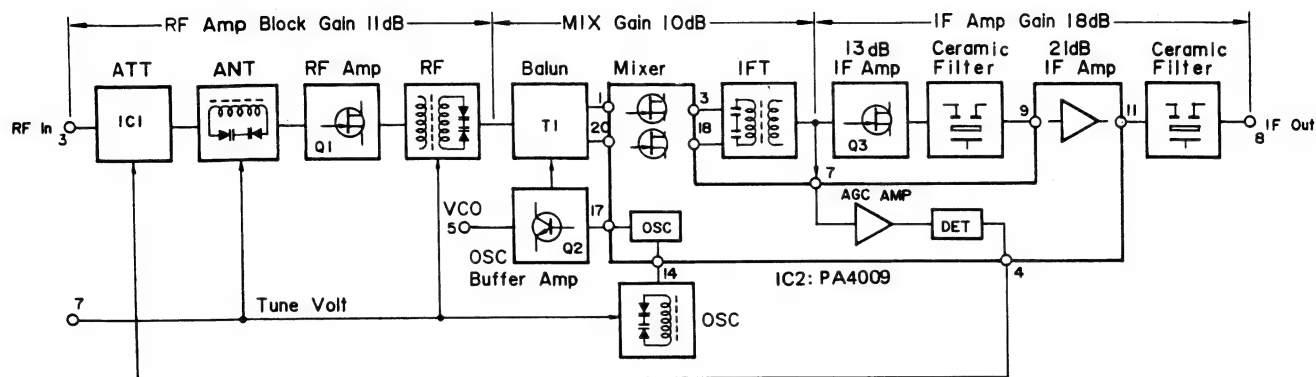 RF Amp Block Gain 11dB
MIX Gain 10dB
IF Amp Gain 18dB
ATT
ANT
RF Amp
RF
Balun
Mixer
IFT
13dB
IF Amp
Ceramic
Filter
21dB
IF Amp
Ceramic
Filter
RF In
3
IC1
Q1
T1
1
20
3
18
Q3
9
11
IF Out
8
7
AGC AMP
VCO
5
17
OSC
DET
Q2
OSC
Buffer Amp
14
IC2: PA4009
4
7
Tune Volt
OSC